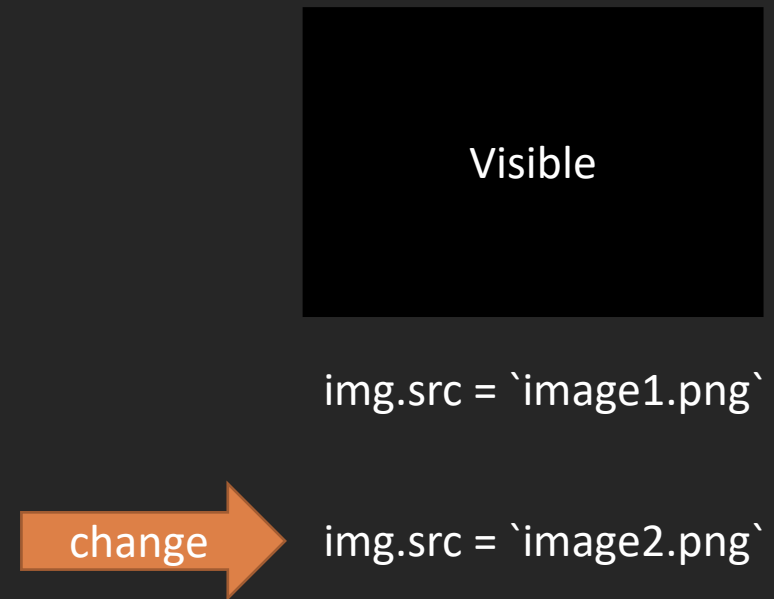 Visible
img.src = `image1.png`
change
img.src = `image2.png`